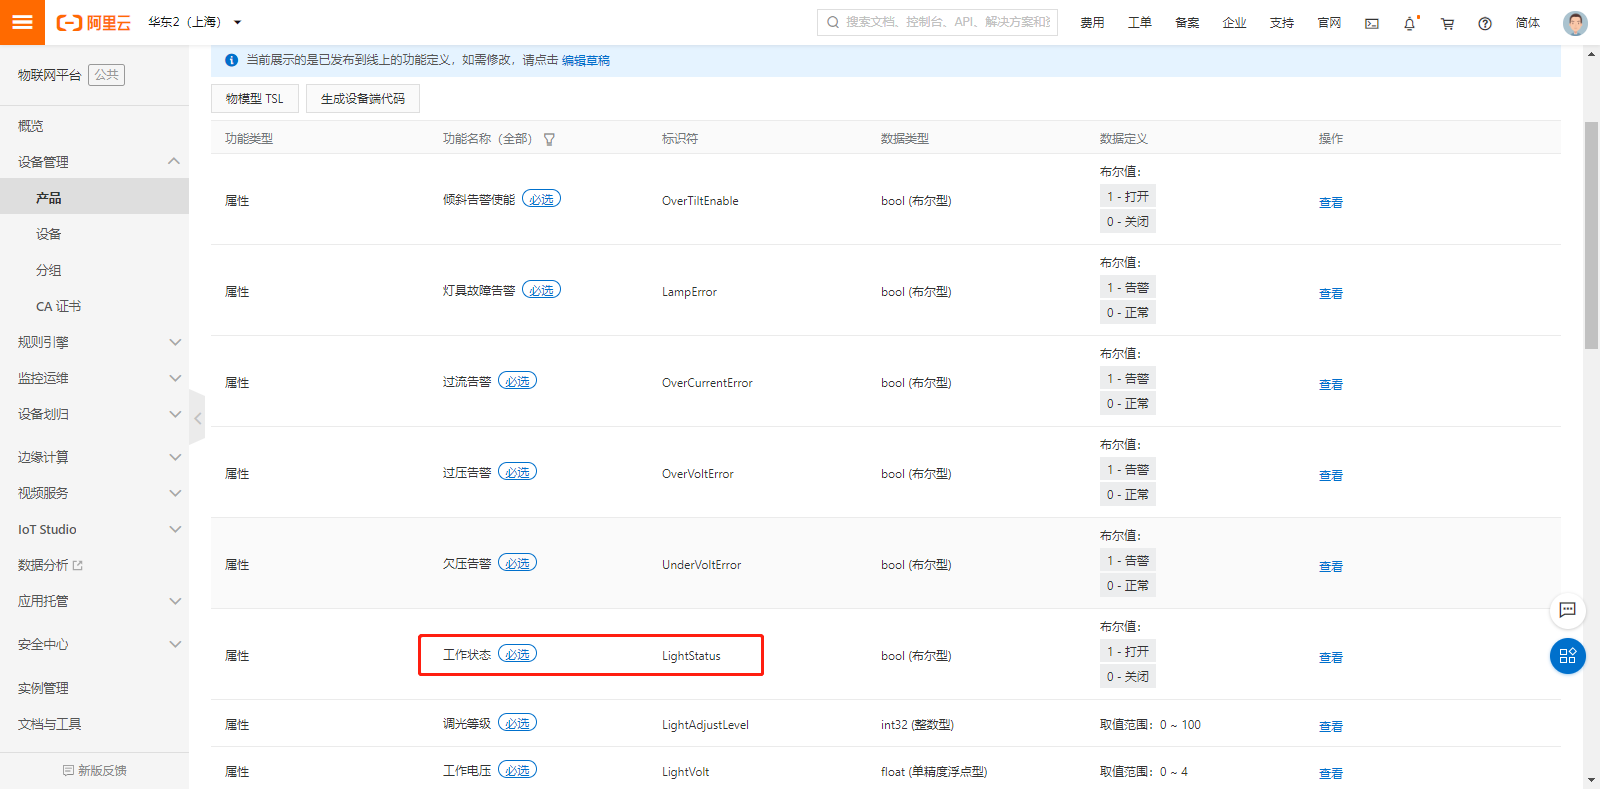 阿里云
华东2（上海）
搜索文档、控制台、API、解决方案和
费用
工单
备案
企业
支持
官网
简体
物联网平台 公共
概览
设备管理
产品
设备
分组
CA 证书
规则引擎
监控运维
设备划归
边缘计算
视频服务
IoT Studio
数据分析
应用托管
安全中心
实例管理
文档与工具
新版反馈
当前展示的是已发布到线上的功能定义，如需修改，请点击 编辑草稿
物模型 TSL
生成设备端代码
功能类型 功能名称（全部） 标识符 数据类型 数据定义 操作
布尔值：
属性 倾斜告警使能 必选 OverTiltEnable bool (布尔型) 1 - 打开 查看
0 - 关闭
布尔值：
属性 灯具故障告警 必选 LampError bool (布尔型) 1 - 告警 查看
0 - 正常
布尔值：
属性 过流告警 必选 OverCurrentError bool (布尔型) 1 - 告警 查看
0 - 正常
布尔值：
属性 过压告警 必选 OverVoltError bool (布尔型) 1 - 告警 查看
0 - 正常
布尔值：
属性 欠压告警 必选 UnderVoltError bool (布尔型) 1 - 告警 查看
0 - 正常
布尔值：
属性 工作状态 必选 LightStatus bool (布尔型) 1 - 打开 查看
0 - 关闭
属性 调光等级 必选 LightAdjustLevel int32 (整数型) 取值范围：0 ~ 100 查看
属性 工作电压 必选 LightVolt float (单精度浮点型) 取值范围：0 ~ 4 查看